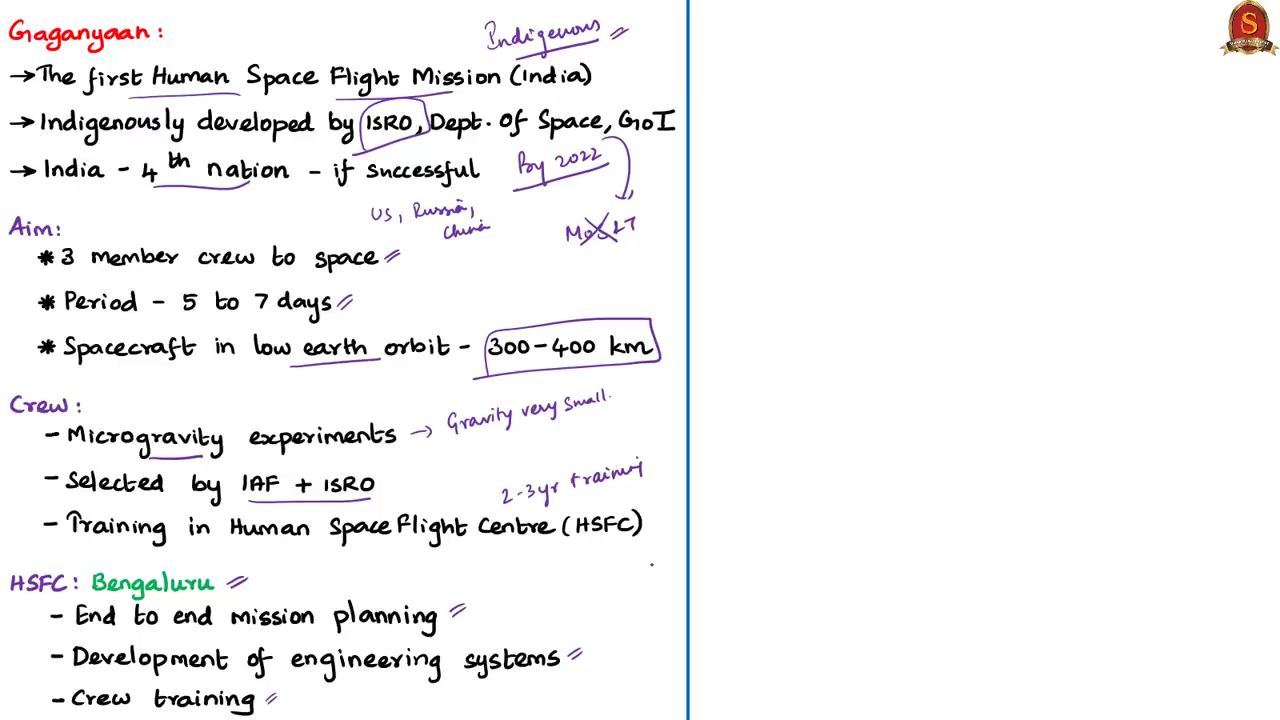 Gaganyaan:
Indigenous
→The first Human Space Flight Mission (India)
→Indigenously developed by ISRO, Dept. Of Space, GoI
→India - 4th nation - if successful
By 2022
US, Russia, China
Aim:
* 3 member crew to space
* Period - 5 to 7 days
* Spacecraft in low earth orbit - 300-400 km
Crew:
- Microgravity experiments → Gravity very small.
- Selected by IAF + ISRO
2-3yr training
- Training in Human Space Flight Centre (HSFC)
HSFC: Bengaluru
- End to end mission planning
- Development of engineering systems
- Crew training
S